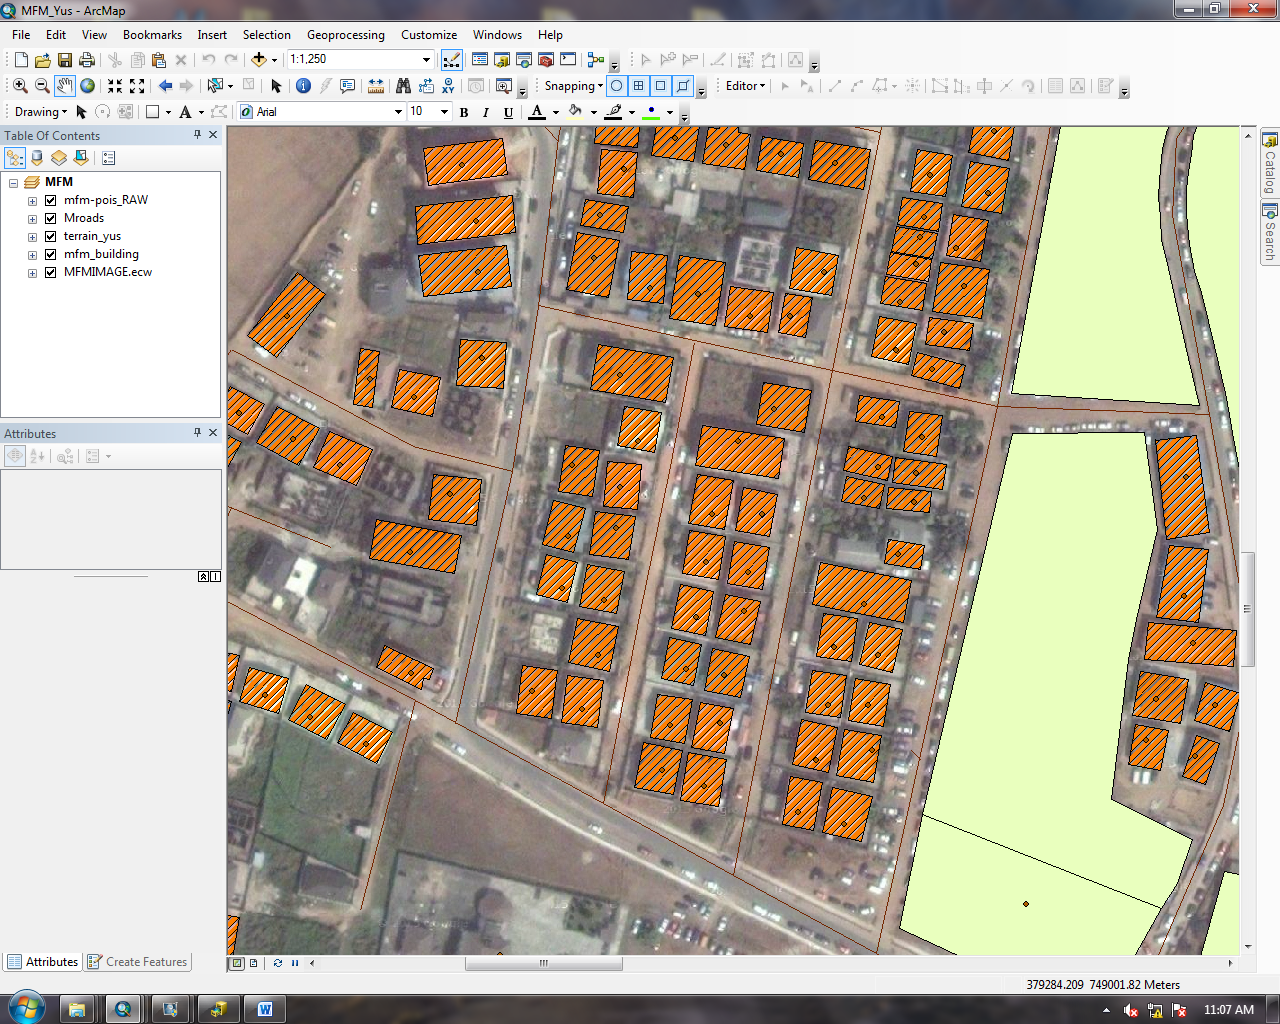 MFM_Yus - ArcMap
File Edit View Bookmarks Insert Selection Geoprocessing Customize Windows Help
1:1,250
Snapping Editor
Drawing A Arial 10 B I U A
Table Of Contents
MFM
mfm-pois_RAW
Mroads
terrain_yus
mfm_building
MFMIMAGE.ecw
Attributes
Catalog
Search
Attributes Create Features
379284.209 749001.82 Meters
11:07 AM